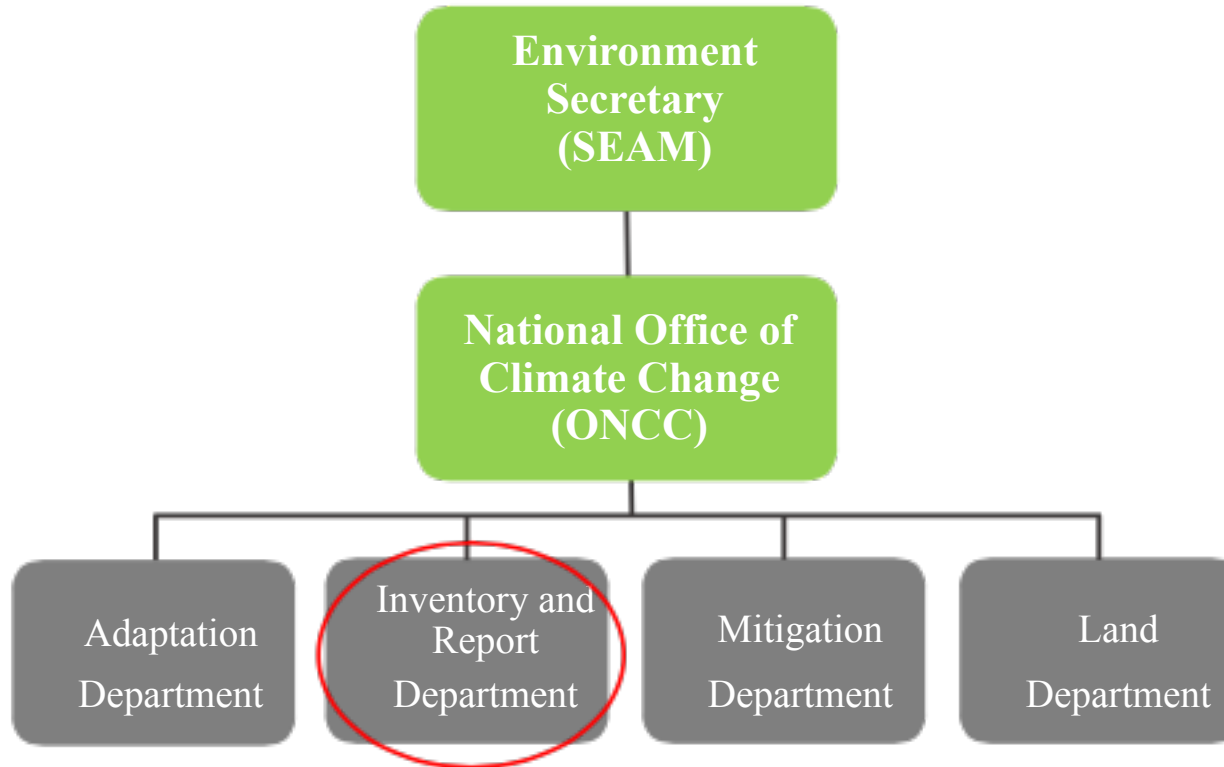 Environment
Secretary
(SEAM)
National Office of
Climate Change
(ONCC)
Adaptation
Department
Inventory and
Report
Department
Mitigation
Department
Land
Department